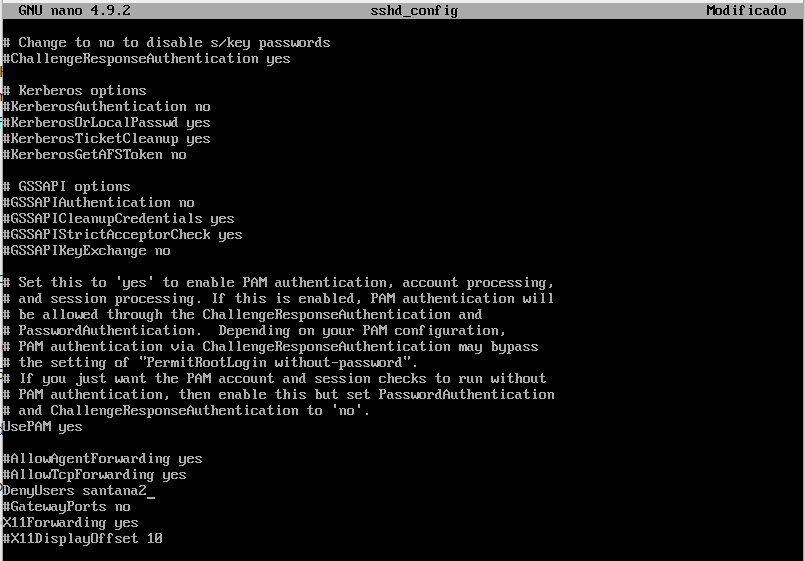 GNU nano 4.9.2 sshd_config Modificado
# Change to no to disable s/key passwords
#ChallengeResponseAuthentication yes
# Kerberos options
#KerberosAuthentication no
#KerberosOrLocalPasswd yes
#KerberosTicketCleanup yes
#KerberosGetAFSToken no
# GSSAPI options
#GSSAPIAuthentication no
#GSSAPICleanupCredentials yes
#GSSAPIStrictAcceptorCheck yes
#GSSAPIKeyExchange no
# Set this to 'yes' to enable PAM authentication, account processing,
# and session processing. If this is enabled, PAM authentication will
# be allowed through the ChallengeResponseAuthentication and
# PasswordAuthentication.  Depending on your PAM configuration,
# PAM authentication via ChallengeResponseAuthentication may bypass
# the setting of "PermitRootLogin without-password".
# If you just want the PAM account and session checks to run without
# PAM authentication, then enable this but set PasswordAuthentication
# and ChallengeResponseAuthentication to 'no'.
UsePAM yes
#AllowAgentForwarding yes
#AllowTcpForwarding yes
DenyUsers santana2_
#GatewayPorts no
X11Forwarding yes
#X11DisplayOffset 10